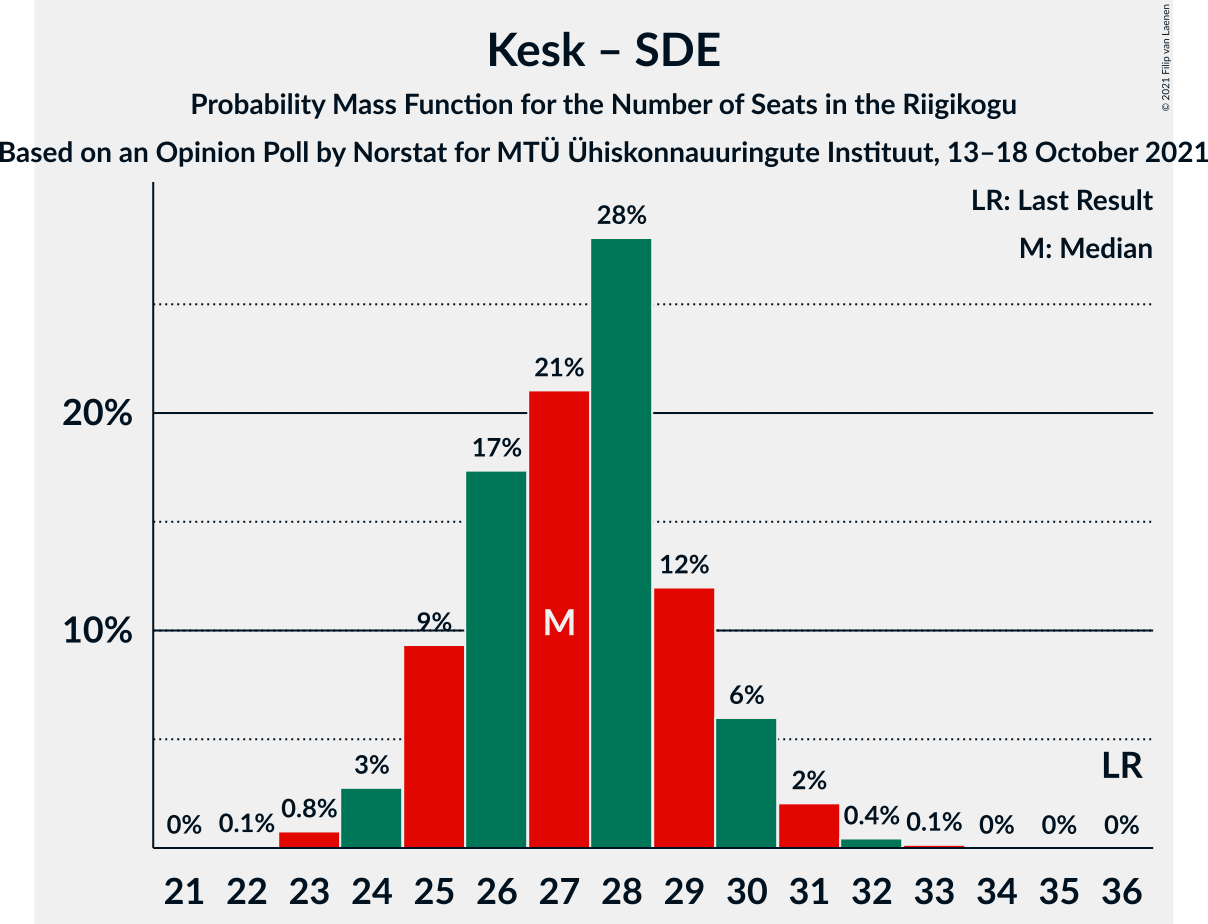 Kesk – SDE
Probability Mass Function for the Number of Seats in the Riigikogu
Based on an Opinion Poll by Norstat for MTÜ Ühiskonnauuringute Instituut, 13–18 October 2021
© 2021 Filip van Laenen
LR: Last Result
M: Median
28%
21%
20%
17%
12%
9%
M
10%
6%
3%
2%
LR
0% 0.1% 0.8% 0.4% 0.1% 0% 0% 0%
21 22 23 24 25 26 27 28 29 30 31 32 33 34 35 36